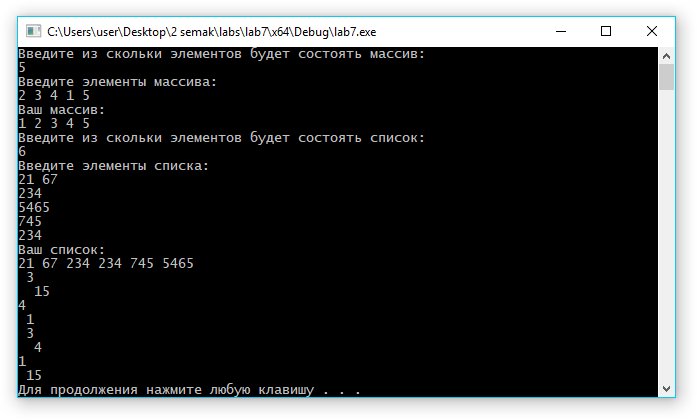 C:\Users\user\Desktop\2 semak\labs\lab7\x64\Debug\lab7.exe
Введите из скольки элементов будет состоять массив:
5
Введите элементы массива:
2 3 4 1 5
Ваш массив:
1 2 3 4 5
Введите из скольки элементов будет состоять список:
6
Введите элементы списка:
21 67
234
5465
745
234
Ваш список:
21 67 234 234 745 5465
 3
  15
4
 1
 3
  4
1
 15
Для продолжения нажмите любую клавишу . . .